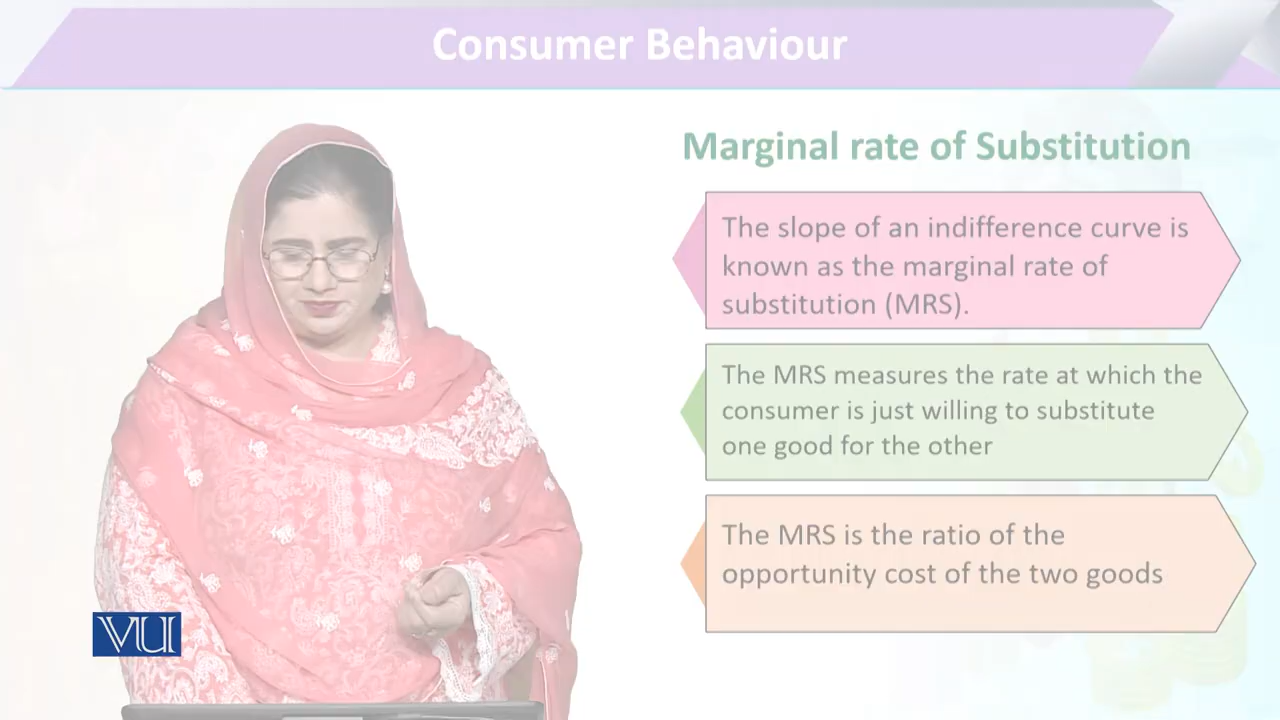 Consumer Behaviour
Marginal rate of Substitution
The slope of an indifference curve is
known as the marginal rate of
substitution (MRS).
The MRS measures the rate at which the
consumer is just willing to substitute
one good for the other
The MRS is the ratio of the
opportunity cost of the two goods
VU